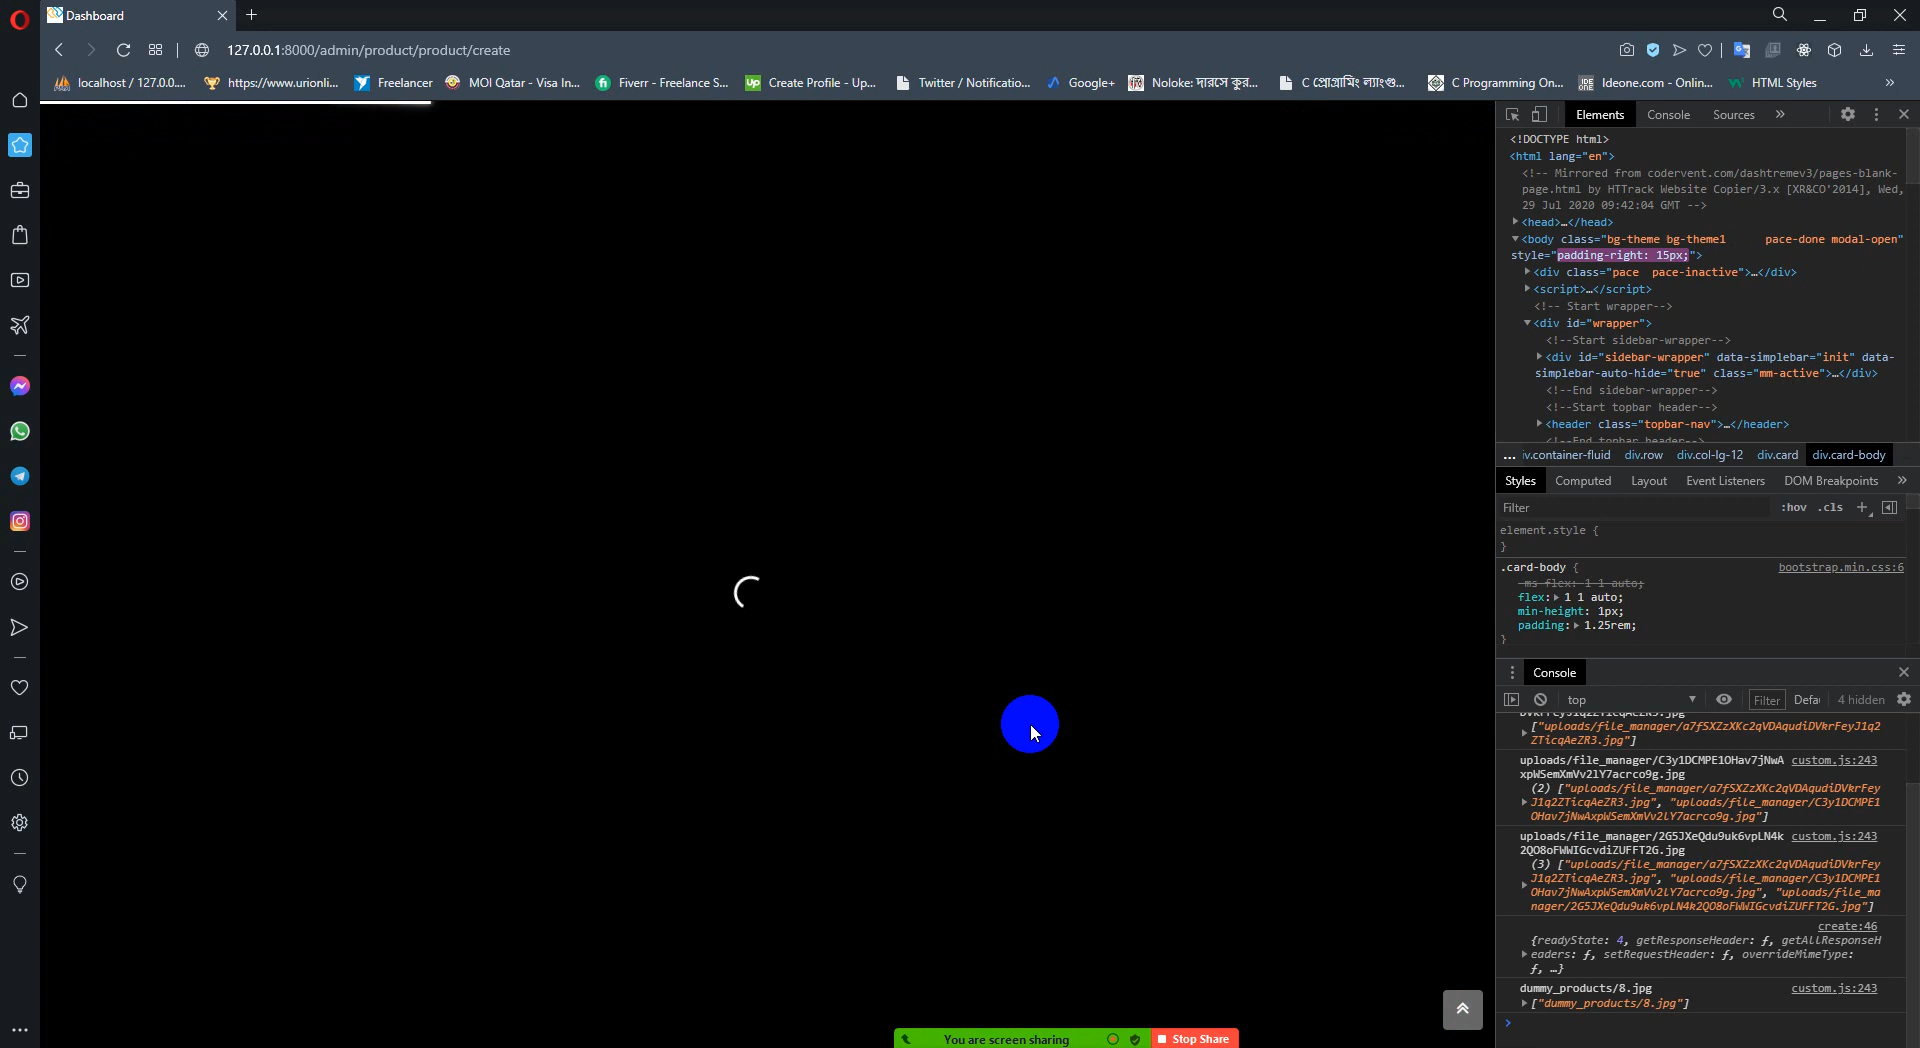 Dashboard
127.0.0.1:8000/admin/product/product/create
localhost / 127.0.0....
https://www.urionli...
Freelancer
MOI Qatar - Visa In...
Fiverr - Freelance S...
Create Profile - Up...
Twitter / Notificatio...
Google+
Noloke: দারসে কুর...
C প্রোগ্রামিং ল্যাংগু...
C Programming On...
Ideone.com - Onlin...
HTML Styles
Elements
Console
Sources
<!DOCTYPE html>
<html lang="en">
<!-- Mirrored from codervent.com/dashtremev3/pages-blank-
page.html by HTTrack Website Copier/3.x [XR&CO'2014], Wed,
29 Jul 2020 09:42:04 GMT -->
<head>…</head>
<body class="bg-theme bg-theme1 pace-done modal-open"
style="padding-right: 15px;">
<div class="pace pace-inactive">…</div>
<script>…</script>
<!-- Start wrapper-->
<div id="wrapper">
<!--Start sidebar-wrapper-->
<div id="sidebar-wrapper" data-simplebar="init" data-
simplebar-auto-hide="true" class="mm-active">…</div>
<!--End sidebar-wrapper-->
<!--Start topbar header-->
<header class="topbar-nav">…</header>
<!--End topbar header-->
... iv.container-fluid div.row div.col-lg-12 div.card div.card-body
Styles
Computed
Layout
Event Listeners
DOM Breakpoints
Filter
:hov .cls
element.style {
}
.card-body {
bootstrap.min.css:6
-ms-flex: 1 1 auto;
flex: 1 1 auto;
min-height: 1px;
padding: 1.25rem;
}
Console
top
Filter
Defa
4 hidden
["uploads/file_manager/a7fSXZzXKc2qVDAqudiDVkrFeyJ1q2
ZTicqAeZR3.jpg"]
uploads/file_manager/C3y1DCMPE1OHav7jNwA custom.js:243
xpWSemXmVv2lY7acrco9g.jpg
(2) ["uploads/file_manager/a7fSXZzXKc2qVDAqudiDVkrFey
J1q2ZTicqAeZR3.jpg", "uploads/file_manager/C3y1DCMPE1
OHav7jNwAxpWSemXmVv2lY7acrco9g.jpg"]
uploads/file_manager/2G5JXeQdu9uk6vpLN4k custom.js:243
2QO8oFWWIGcvdiZUFFT2G.jpg
(3) ["uploads/file_manager/a7fSXZzXKc2qVDAqudiDVkrFey
J1q2ZTicqAeZR3.jpg", "uploads/file_manager/C3y1DCMPE1
OHav7jNwAxpWSemXmVv2lY7acrco9g.jpg", "uploads/file_ma
nager/2G5JXeQdu9uk6vpLN4k2QO8oFWWIGcvdiZUFFT2G.jpg"]
create:46
{readyState: 4, getResponseHeader: ƒ, getAllResponseH
eaders: ƒ, setRequestHeader: ƒ, overrideMimeType:
ƒ, …}
dummy_products/8.jpg custom.js:243
["dummy_products/8.jpg"]
You are screen sharing
Stop Share